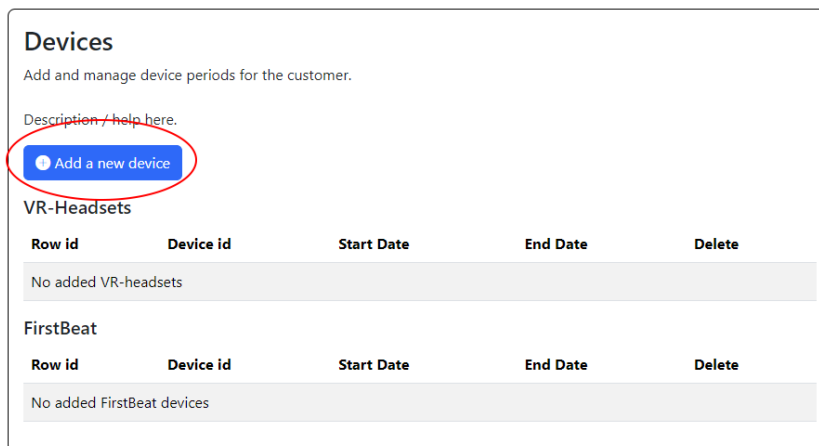 Devices
Add and manage device periods for the customer.
Description / help here.
Add a new device
VR-Headsets
Row id Device id Start Date End Date Delete
No added VR-headsets
FirstBeat
Row id Device id Start Date End Date Delete
No added FirstBeat devices